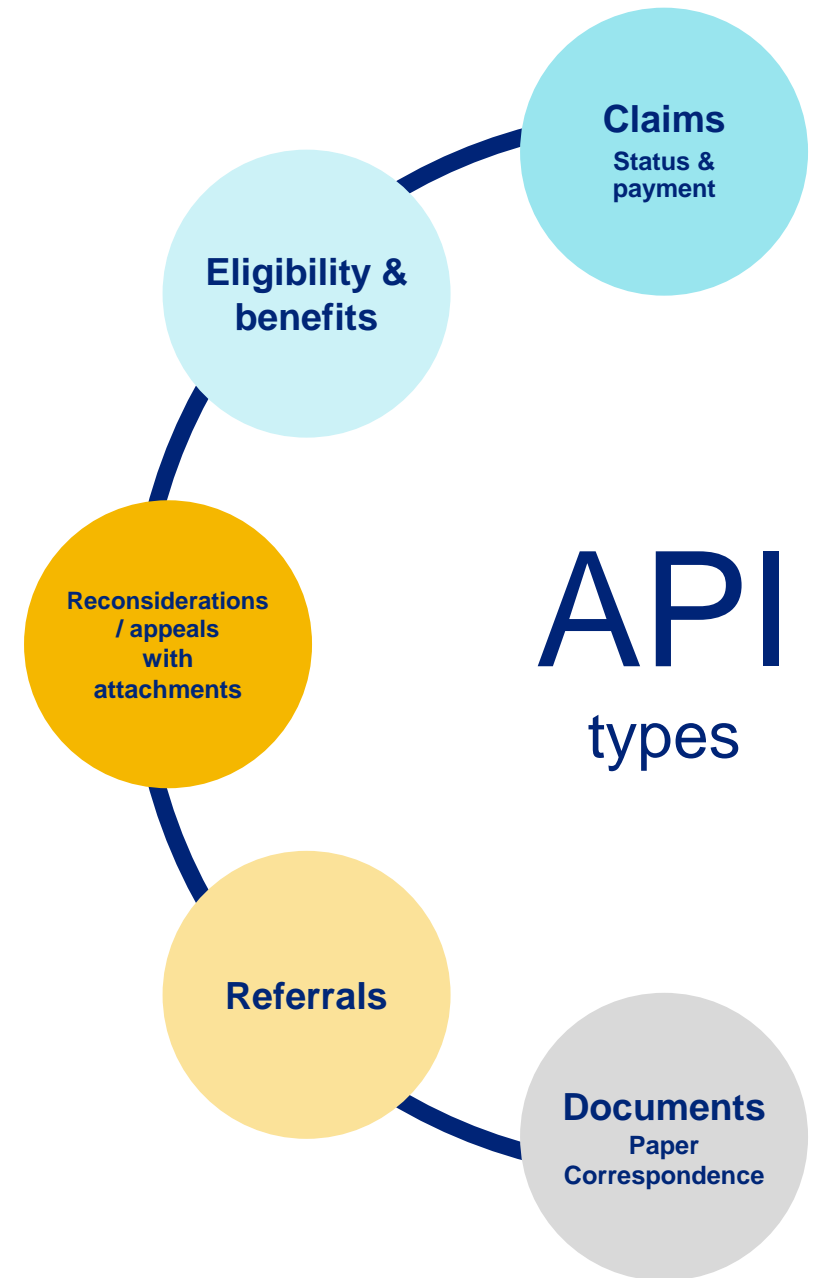 Claims
Status &
payment
Eligibility &
benefits
Reconsiderations
/ appeals
with
attachments
API
types
Referrals
Documents
Paper
Correspondence